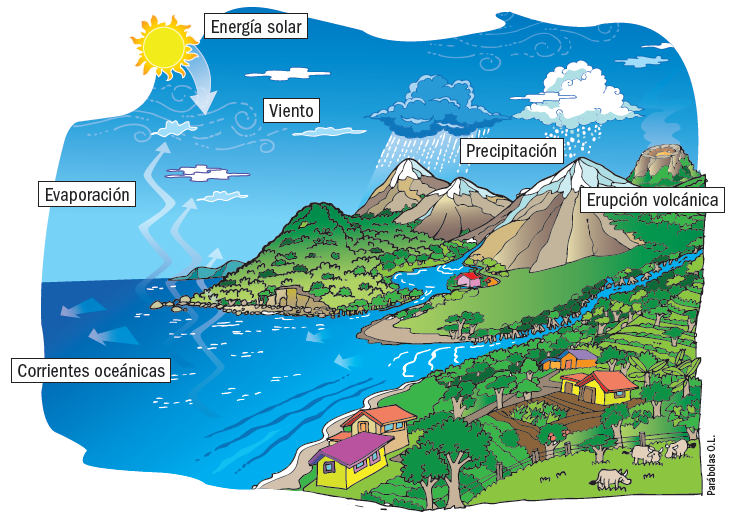 Energía solar
Viento
Precipitación
Evaporación
Erupción volcánica
Corrientes oceánicas
Parábolas O.L.